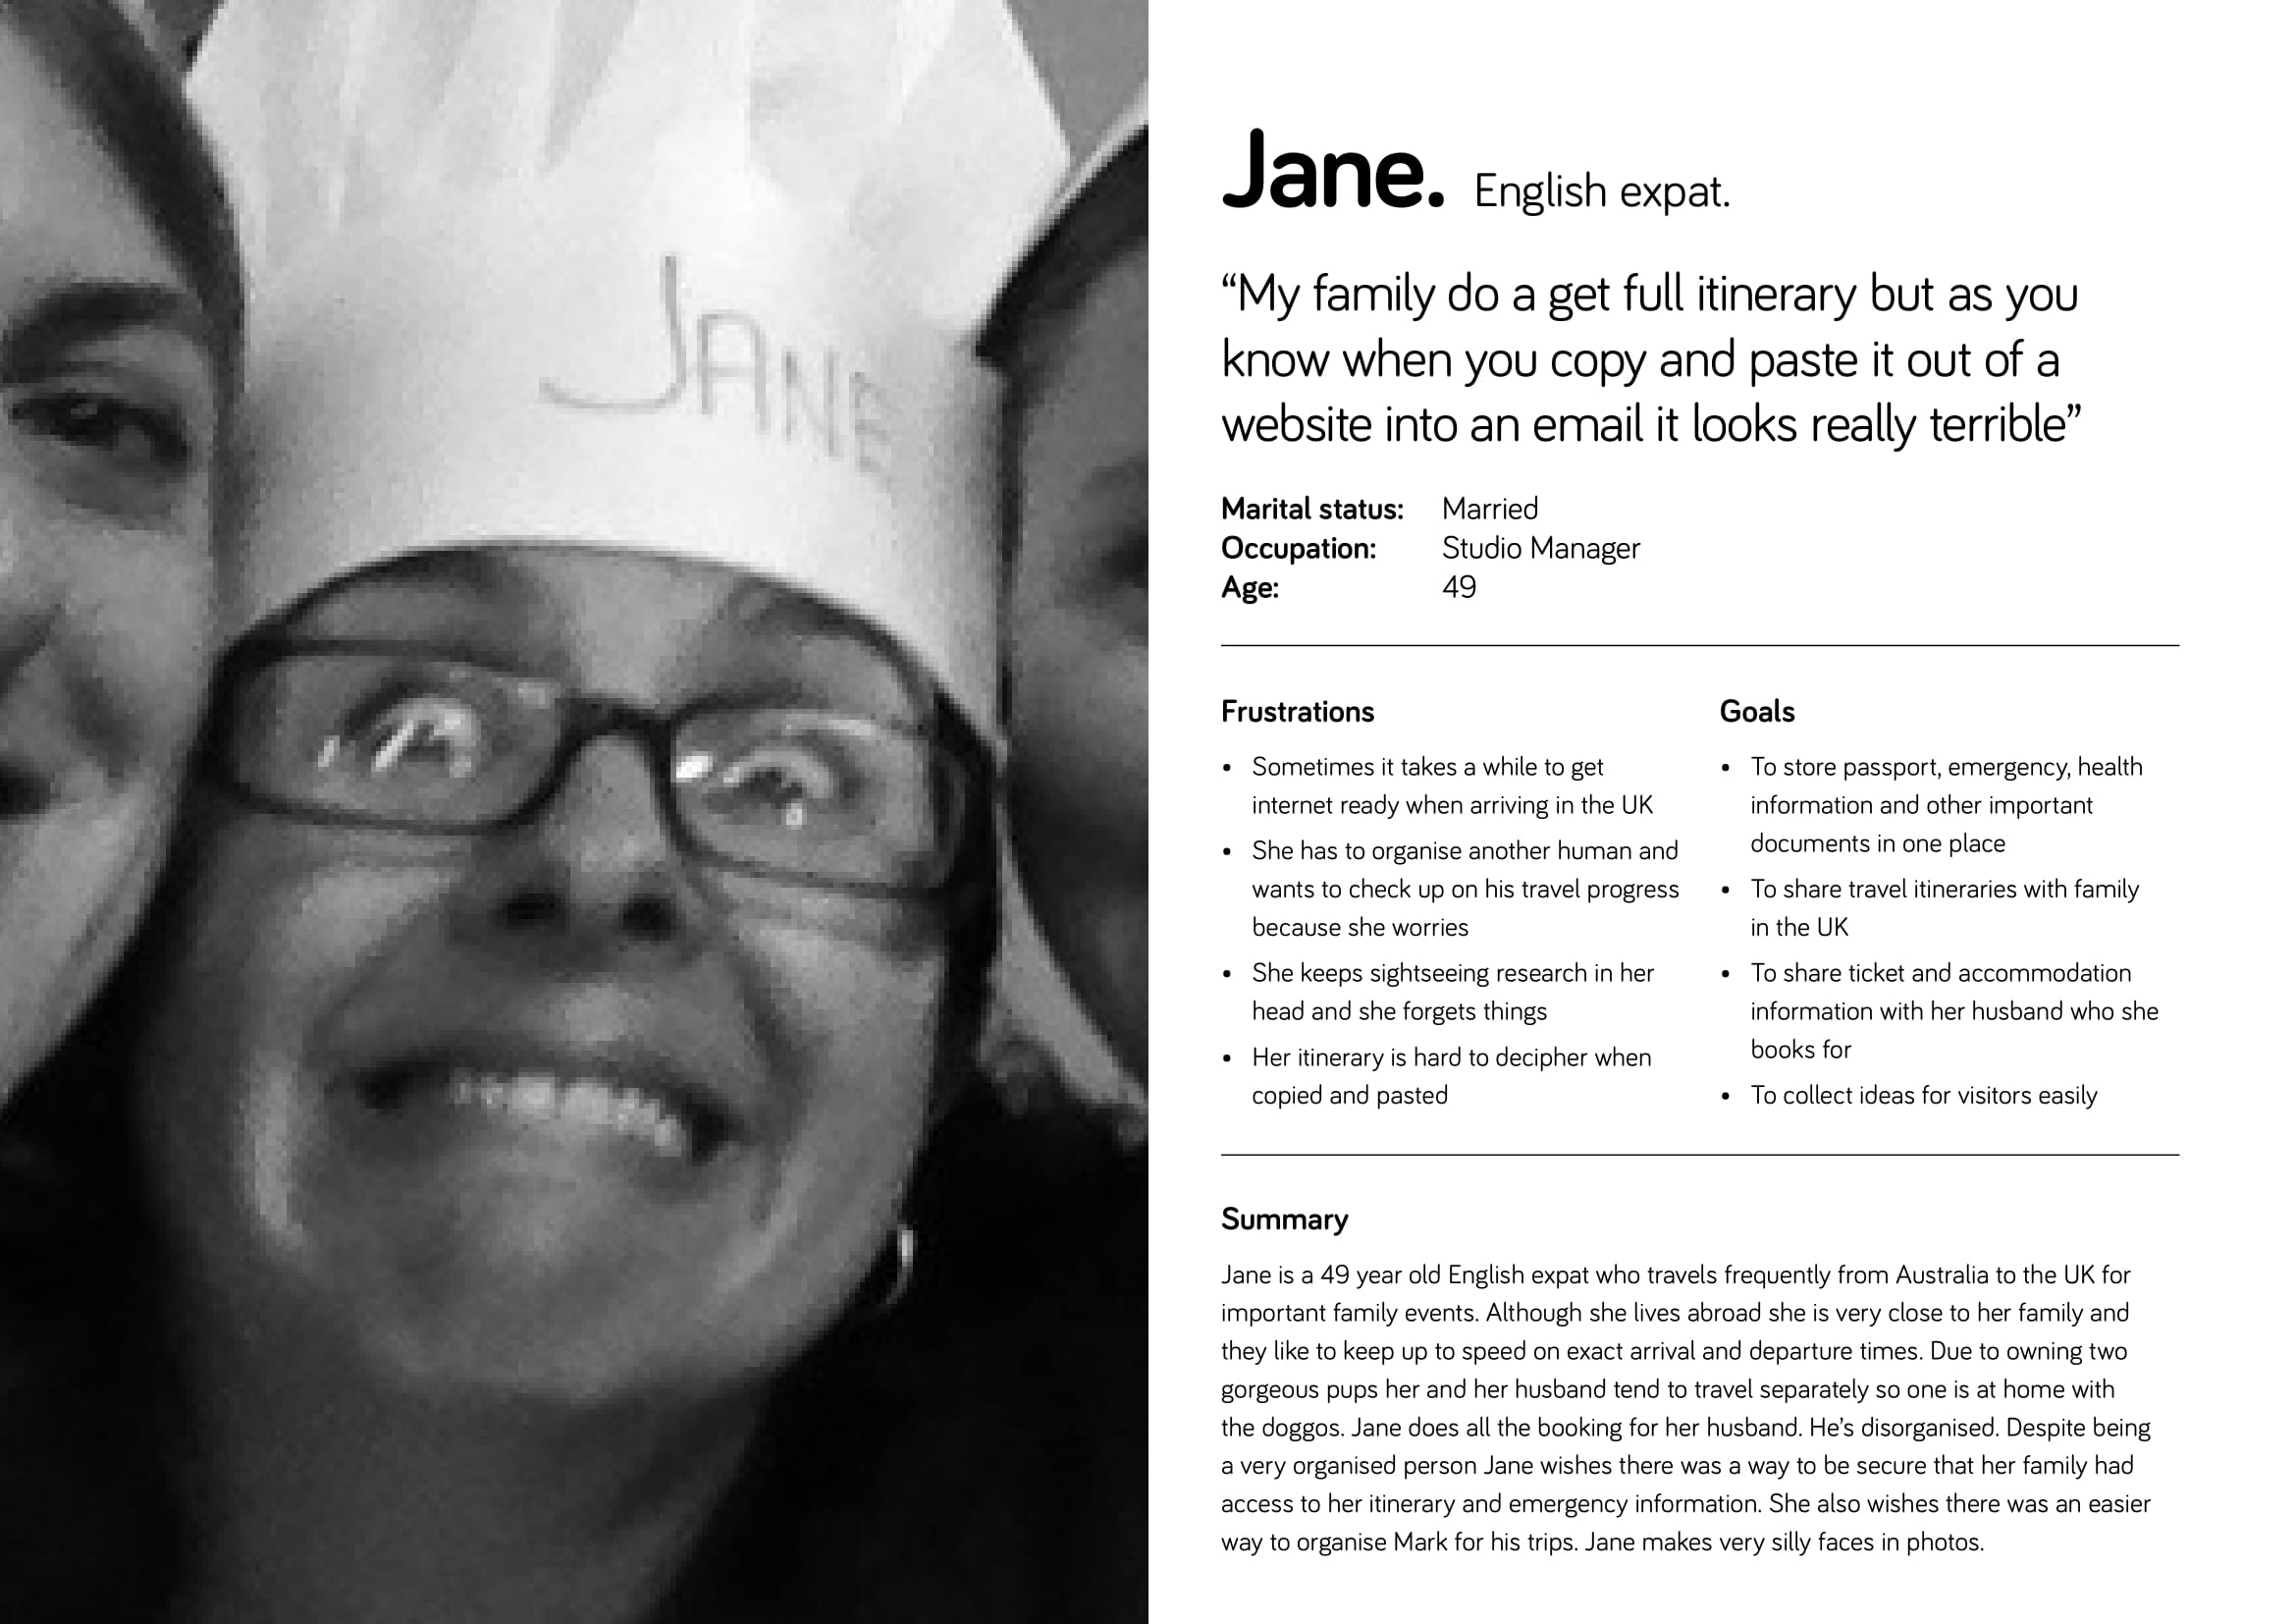 JANE
Jane. English expat.
“My family do a get full itinerary but as you
know when you copy and paste it out of a
website into an email it looks really terrible”
Marital status: Married
Occupation: Studio Manager
Age: 49
Frustrations
• Sometimes it takes a while to get
internet ready when arriving in the UK
• She has to organise another human and
wants to check up on his travel progress
because she worries
• She keeps sightseeing research in her
head and she forgets things
• Her itinerary is hard to decipher when
copied and pasted
Goals
• To store passport, emergency, health
information and other important
documents in one place
• To share travel itineraries with family
in the UK
• To share ticket and accommodation
information with her husband who she
books for
• To collect ideas for visitors easily
Summary
Jane is a 49 year old English expat who travels frequently from Australia to the UK for
important family events. Although she lives abroad she is very close to her family and
they like to keep up to speed on exact arrival and departure times. Due to owning two
gorgeous pups her and her husband tend to travel separately so one is at home with
the doggos. Jane does all the booking for her husband. He’s disorganised. Despite being
a very organised person Jane wishes there was a way to be secure that her family had
access to her itinerary and emergency information. She also wishes there was an easier
way to organise Mark for his trips. Jane makes very silly faces in photos.